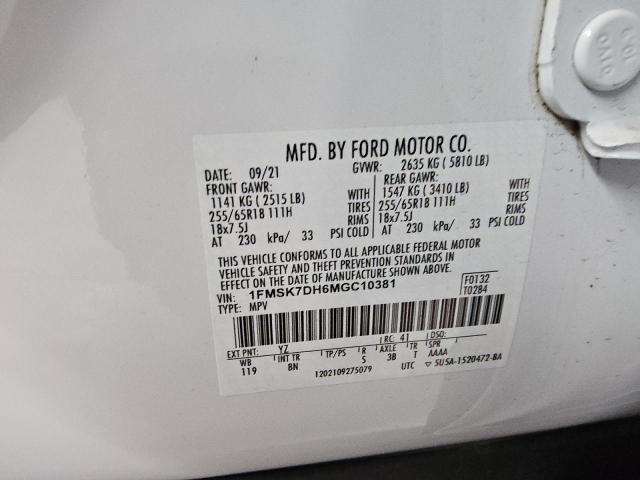 MFD. BY FORD MOTOR CO.
DATE: 09/21 GVWR: 2635 KG ( 5810 LB)
FRONT GAWR: REAR GAWR:
1141 KG ( 2515 LB) WITH 1547 KG ( 3410 LB) WITH
255/65R18 111H TIRES 255/65R18 111H TIRES
18x7.5J RIMS 18x7.5J RIMS
AT 230 kPa/ 33 PSI COLD AT 230 kPa/ 33 PSI COLD
THIS VEHICLE CONFORMS TO ALL APPLICABLE FEDERAL MOTOR
VEHICLE SAFETY AND THEFT PREVENTION STANDARDS IN
EFFECT ON THE DATE OF MANUFACTURE SHOWN ABOVE.
VIN: 1FMSK7DH6MGC10381 F0132
TYPE: MPV T0284
EXT PNT: YZ RC: 41 DSO:
WB INT TR TP/PS R AXLE TR SPR
119 8N S 3B T AAAA
1202109275079 UTC ▽ 5U5A-1520472-BA